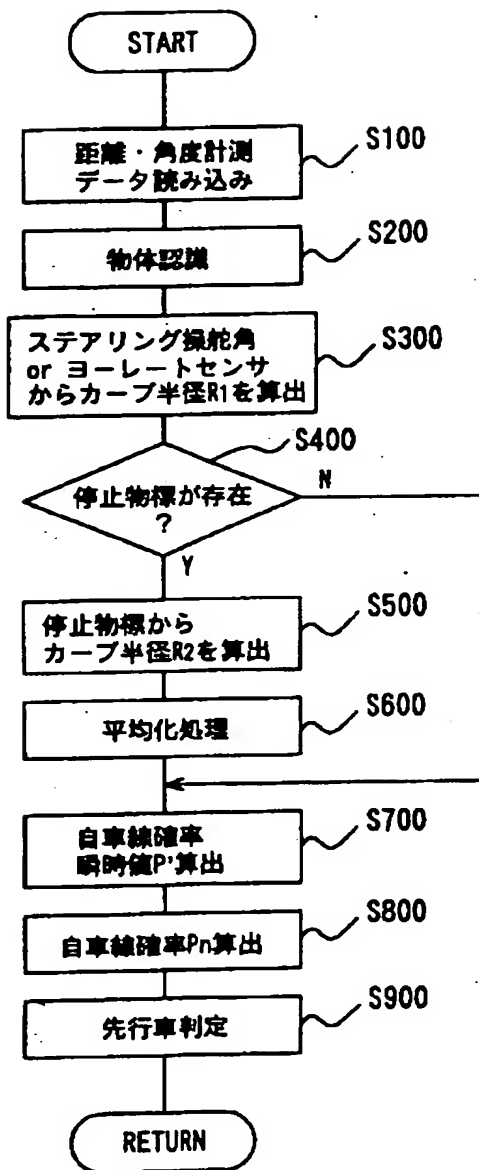 START
距離・角度計測
データ読み込み
S100
物体認識
S200
ステアリング操舵角
or ヨーレートセンサ
からカーブ半径R1を算出
S300
停止物標が存在
?
S400
N
Y
停止物標から
カーブ半径R2を算出
S500
平均化処理
S600
自車線確率
瞬時値P'算出
S700
自車線確率Pn算出
S800
先行車判定
S900
RETURN